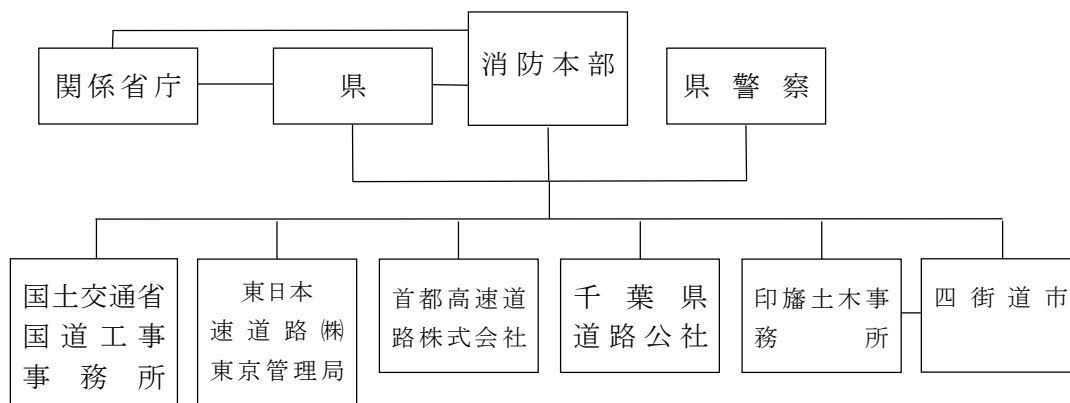 関係省庁
県
消防本部
県警察
国土交通省
国道工事
事務所
東日本
速道路㈱
東京管理局
首都高速道
路株式会社
千葉県
道路公社
印旛土木事
務所
四街道市